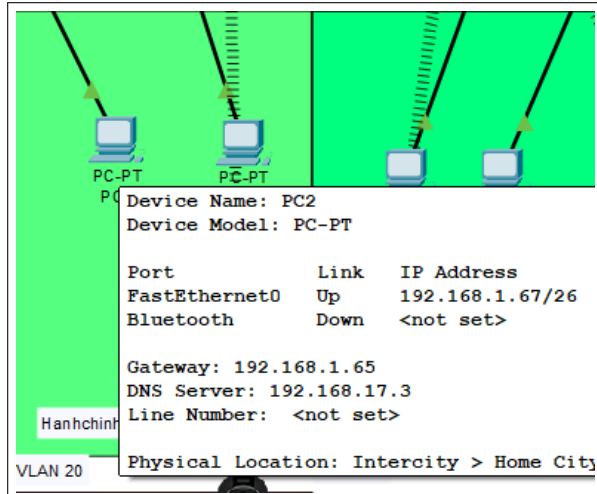 PC-PT
PC-PT
PC
Device Name: PC2
Device Model: PC-PT
Port Link IP Address
FastEthernet0 Up 192.168.1.67/26
Bluetooth Down <not set>
Gateway: 192.168.1.65
DNS Server: 192.168.17.3
Line Number: <not set>
Hanhchinh
Physical Location: Intercity > Home City
VLAN 20